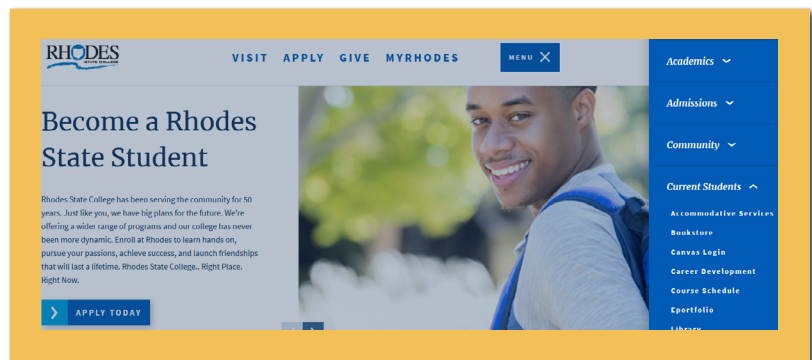 RHODES
STATE COLLEGE
VISIT APPLY GIVE MYRHODES
MENU X
Become a Rhodes
State Student
Rhodes State College has been serving the community for 50
years. Just like you, we have big plans for the future. We're
offering a wider range of programs and our college has never
been more dynamic. Enroll at Rhodes to learn hands on,
pursue your passions, achieve success, and launch friendships
that will last a lifetime. Rhodes State College.. Right Place.
Right Now.
APPLY TODAY
Academics
Admissions
Community
Current Students
Accommodative Services
Bookstore
Canvas Login
Career Development
Course Schedule
Eportfolio
Library